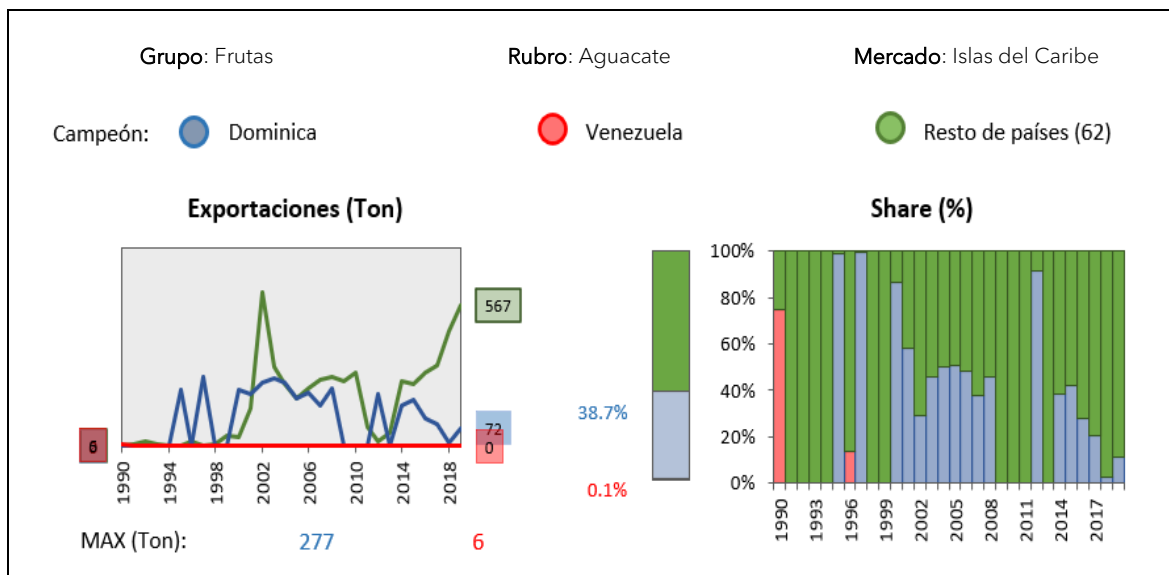 Grupo: Frutas Rubro: Aguacate Mercado: Islas del Caribe
Campeón: Dominica Venezuela Resto de países (62)
Exportaciones (Ton)
567
72
0
6
1990 1994 1998 2002 2006 2010 2014 2018
MAX (Ton): 277 6
38.7%
0.1%
Share (%)
100%
80%
60%
40%
20%
0%
1990 1993 1996 1999 2002 2005 2008 2011 2014 2017